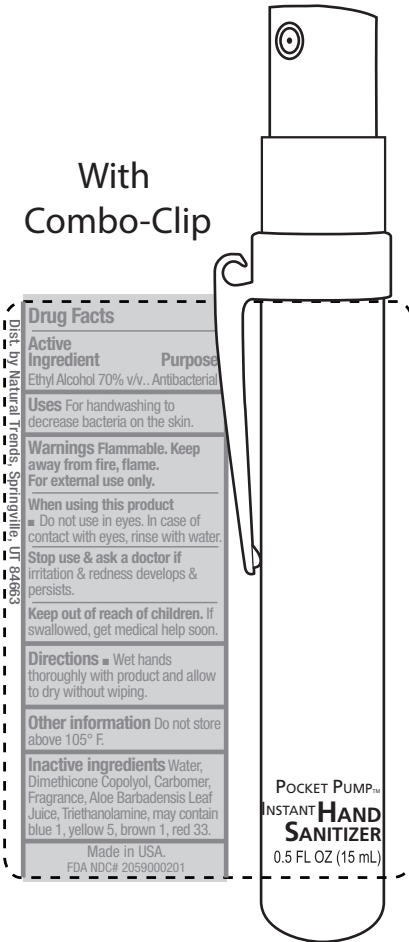 With
Combo-Clip
Drug Facts
Active
Ingredient Purpose
Ethyl Alcohol 70% v/v.. Antibacterial
Uses For handwashing to
decrease bacteria on the skin.
Warnings Flammable. Keep
away from fire, flame.
For external use only.
When using this product
■ Do not use in eyes. In case of
contact with eyes, rinse with water.
Stop use & ask a doctor if
irritation & redness develops &
persists.
Keep out of reach of children. If
swallowed, get medical help soon.
Directions ■ Wet hands
thoroughly with product and allow
to dry without wiping.
Other information Do not store
above 105° F.
Inactive ingredients Water,
Dimethicone Copolyol, Carbomer,
Fragrance, Aloe Barbadensis Leaf
Juice, Triethanolamine, may contain
blue 1, yellow 5, brown 1, red 33.
Made in USA.
FDA NDC# 2059000201
Dist. by Natural Trends, Springville, UT 84663
POCKET PUMP™
INSTANT HAND
SANITIZER
0.5 FL OZ (15 mL)